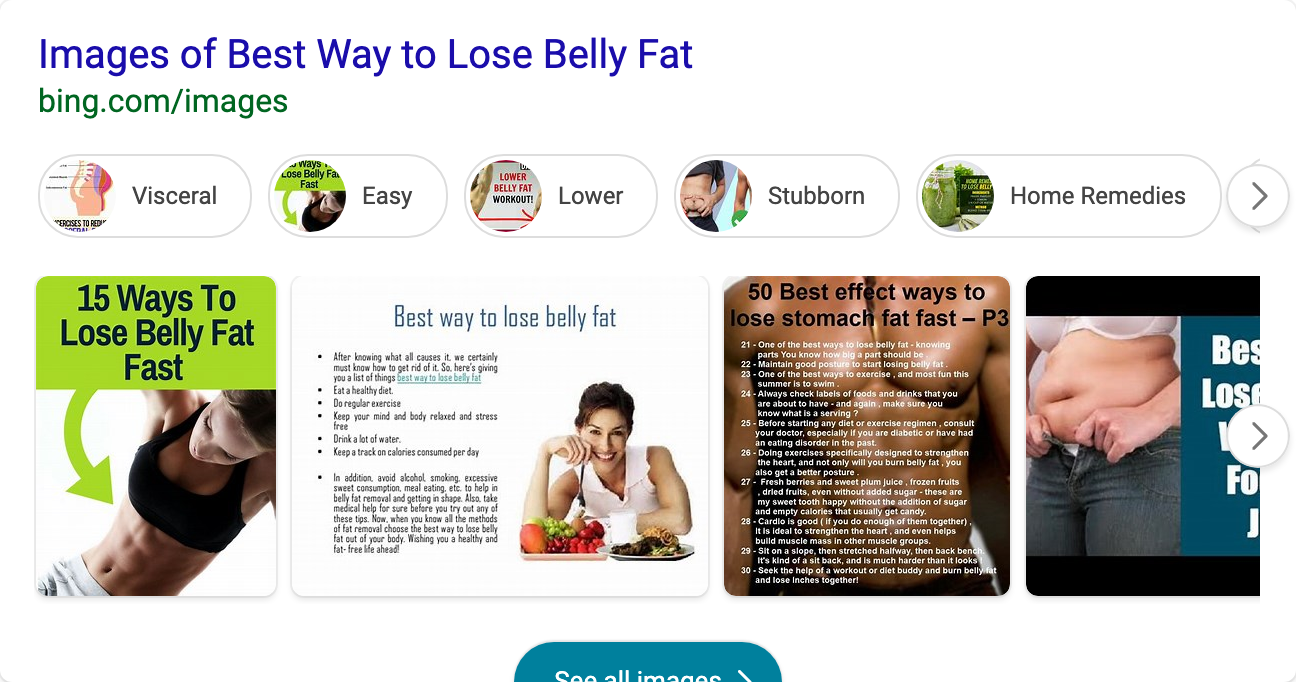 Images of Best Way to Lose Belly Fat
bing.com/images
Visceral
Easy
Lower
Stubborn
Home Remedies
Ways
Lose Belly Fat
Fast
LOWER
BELLY FAT
WORKOUT!
15 Ways To
Lose Belly Fat
Fast
Best way to lose belly fat
After knowing what all causes it, we certainly
must know how to get rid of it. So, here's giving
you a list of things best way to lose belly fat
Eat a healthy diet.
Do regular exercise
Keep your mind and body relaxed and stress
free
Drink a lot of water.
Keep a track on calories consumed per day
In addition, avoid alcohol, smoking, excessive
sweet consumption, meal eating, etc. to help in
belly fat removal and getting in shape. Also, take
medical help for sure before you try out any of
these tips. Now, when you know all the methods
of fat removal choose the best way to lose belly
fat out of your body. Wishing you a healthy and
fat- free life ahead!
50 Best effect ways to
lose stomach fat fast – P3
21 - One of the best ways to lose belly fat - knowing
parts You know how big a part should be .
22 - Maintain good posture to start losing belly fat .
23 - One of the best ways to exercise , and most fun this
summer is to swim .
24 - Always check labels of foods and drinks that you
are about to have - and again , make sure you
know what is a serving ?
25 - Before starting any diet or exercise regimen , consult
your doctor, especially if you are diabetic or have had
an eating disorder in the past.
26 - Doing exercises specifically designed to strengthen
the heart, and not only will you burn belly fat , you
also get a better posture .
27 - Fresh berries and sweet plum juice , frozen fruits
, dried fruits, even without added sugar - these are
my sweet tooth happy without the addition of sugar
and empty calories that usually get candy.
28 - Cardio is good ( if you do enough of them together) ,
It is ideal to strengthen the heart , and even helps
build muscle mass in other muscle groups.
29 - Sit on a slope, then stretched halfway, then back bench.
It's kind of a sit back, and is much harder than it looks !
30 - Seek the help of a workout or diet buddy and burn belly fat
and lose inches together!
Bes
Lose
Fo
See all images